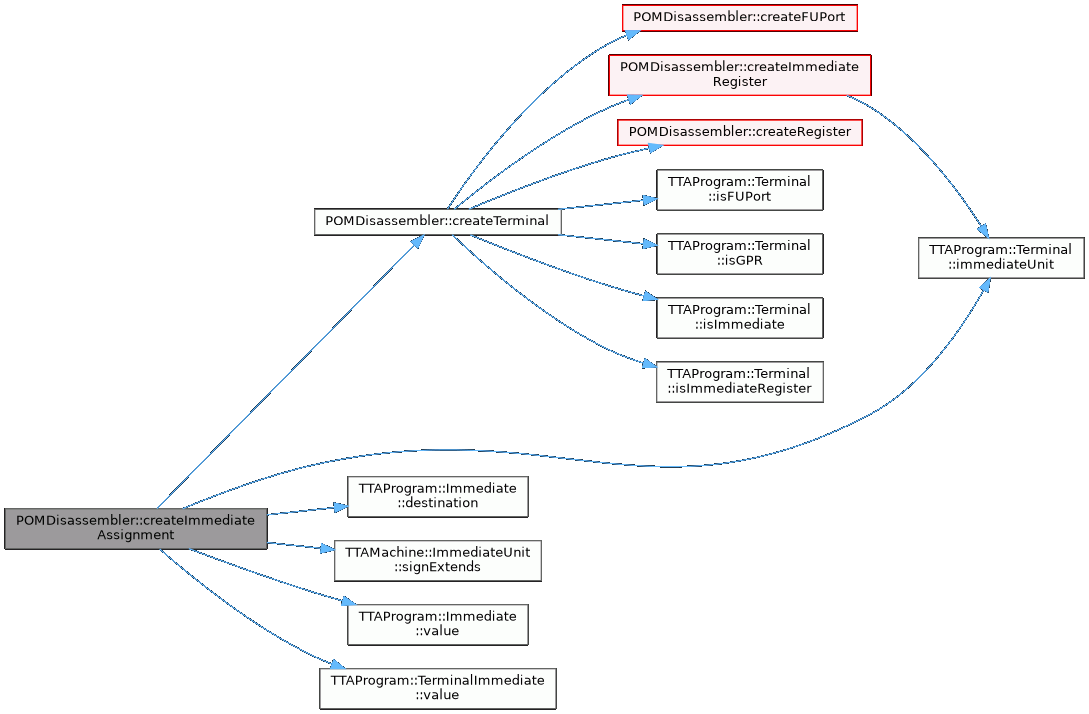 POMDisassembler::createFUPort
POMDisassembler::createImmediate
Register
POMDisassembler::createRegister
TTAProgram::Terminal
::isFUPort
POMDisassembler::createTerminal
TTAProgram::Terminal
::isGPR
TTAProgram::Terminal
::immediateUnit
TTAProgram::Terminal
::isImmediate
TTAProgram::Terminal
::isImmediateRegister
TTAProgram::Immediate
::destination
POMDisassembler::createImmediate
Assignment
TTAMachine::ImmediateUnit
::signExtends
TTAProgram::Immediate
::value
TTAProgram::TerminalImmediate
::value